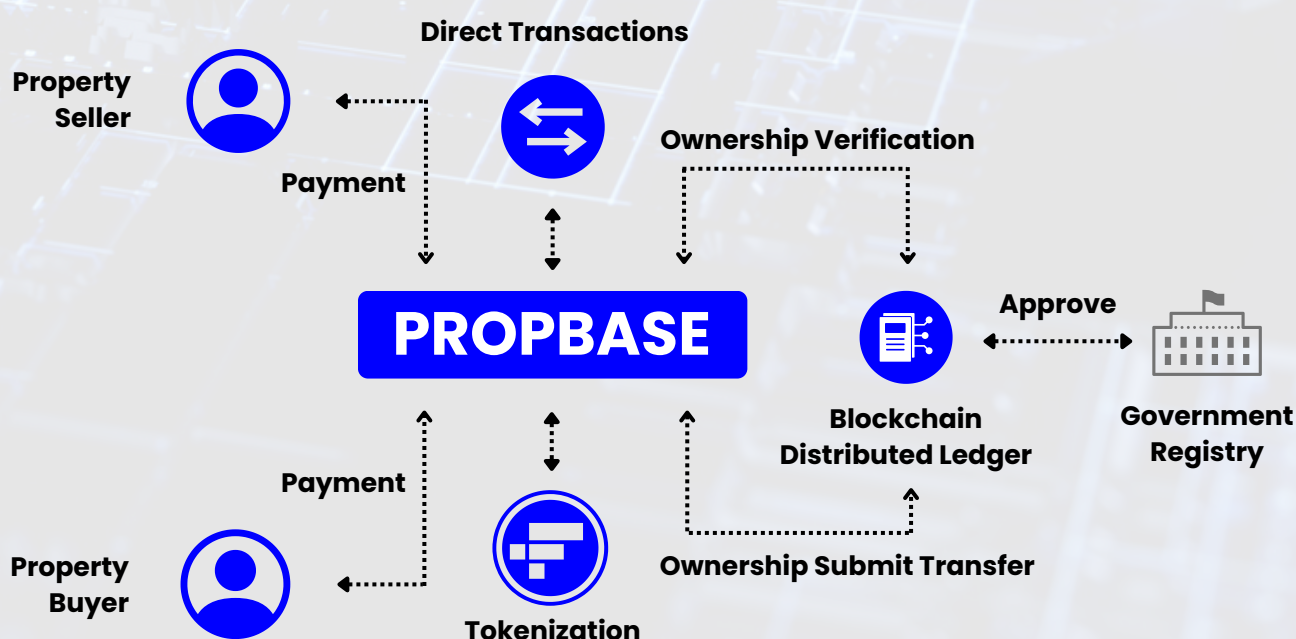 Direct Transactions
Property
Seller
Ownership Verification
Payment
PROPBASE
Approve
Blockchain
Distributed Ledger
Government
Registry
Payment
Ownership Submit Transfer
Property
Buyer
Tokenization